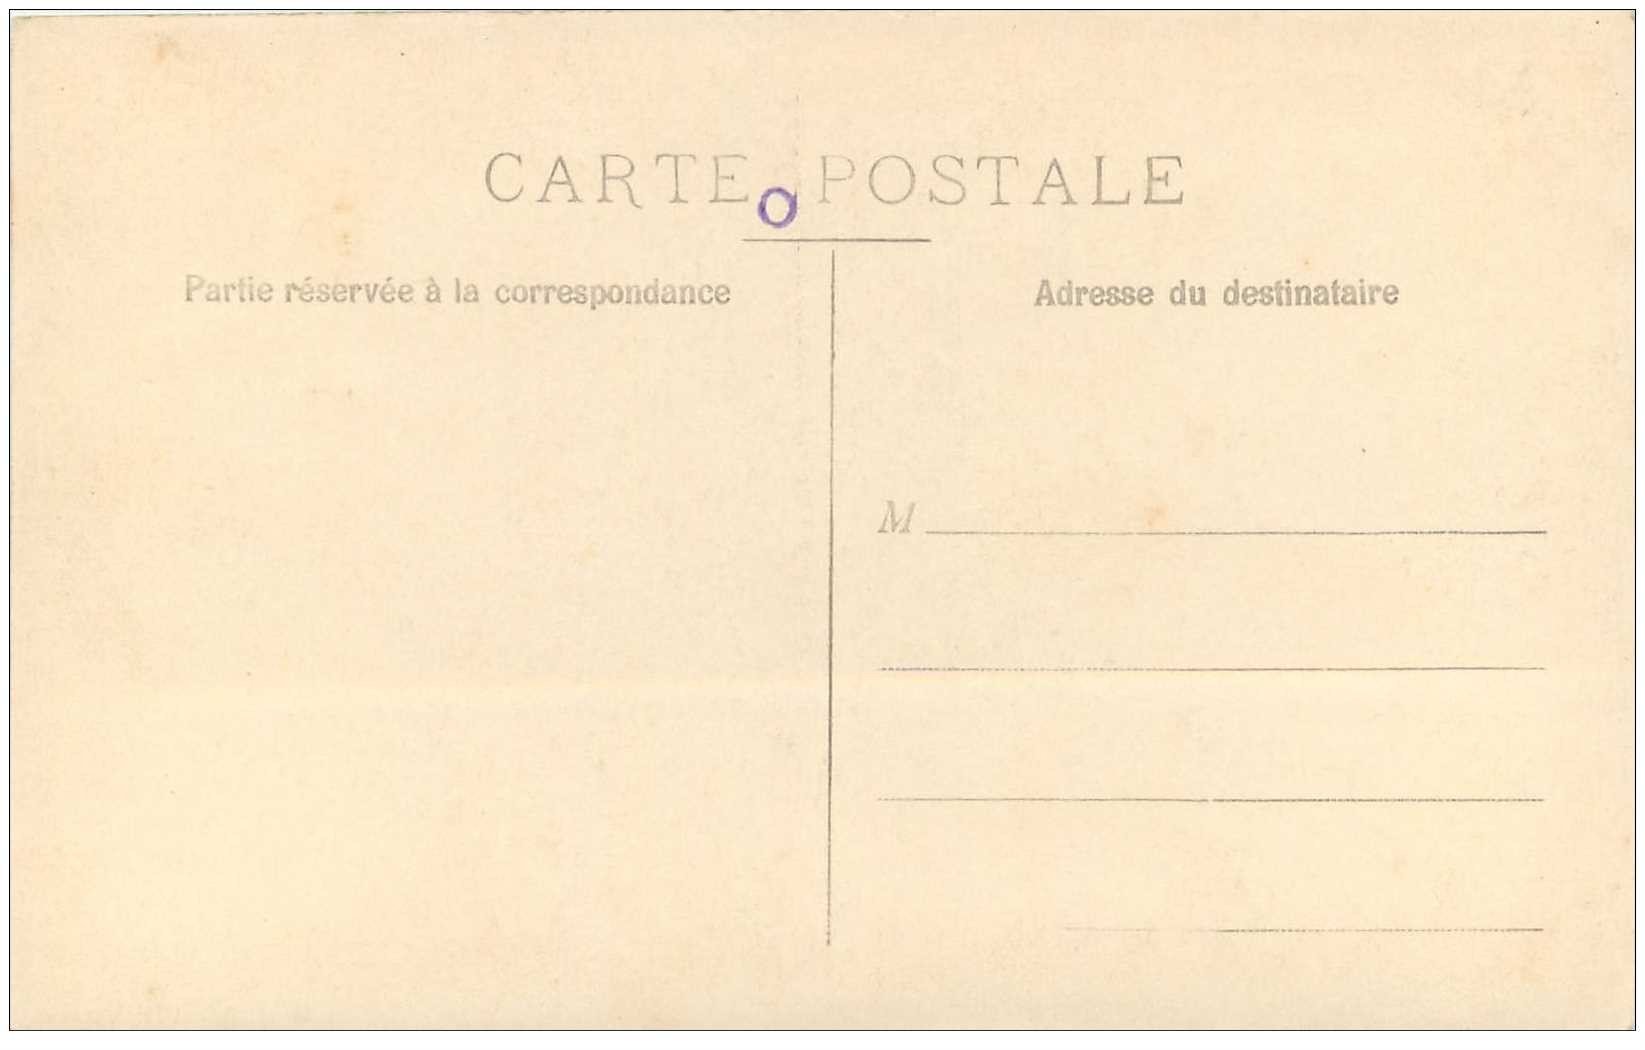 CARTE POSTALE
Partie réservée à la correspondance
Adresse du destinataire
M